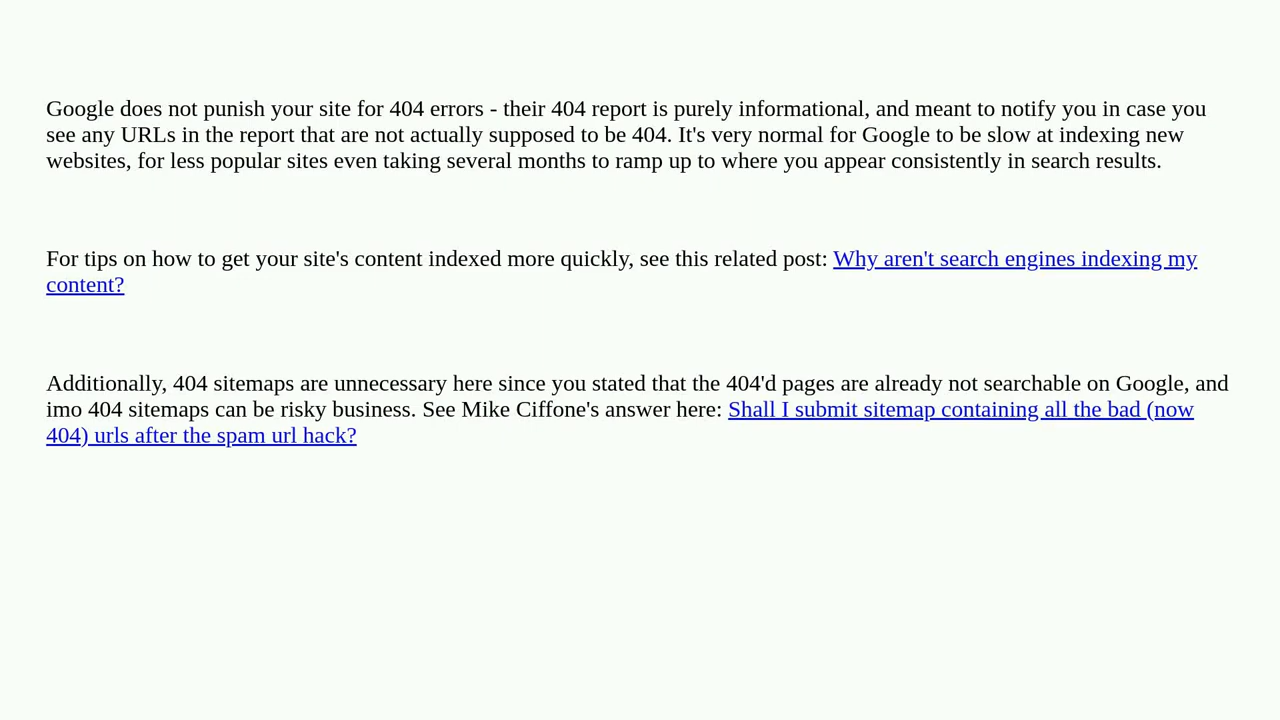 Google does not punish your site for 404 errors - their 404 report is purely informational, and meant to notify you in case you
see any URLs in the report that are not actually supposed to be 404. It's very normal for Google to be slow at indexing new
websites, for less popular sites even taking several months to ramp up to where you appear consistently in search results.
For tips on how to get your site's content indexed more quickly, see this related post: Why aren't search engines indexing my
content?
Additionally, 404 sitemaps are unnecessary here since you stated that the 404'd pages are already not searchable on Google, and
imo 404 sitemaps can be risky business. See Mike Ciffone's answer here: Shall I submit sitemap containing all the bad (now
404) urls after the spam url hack?